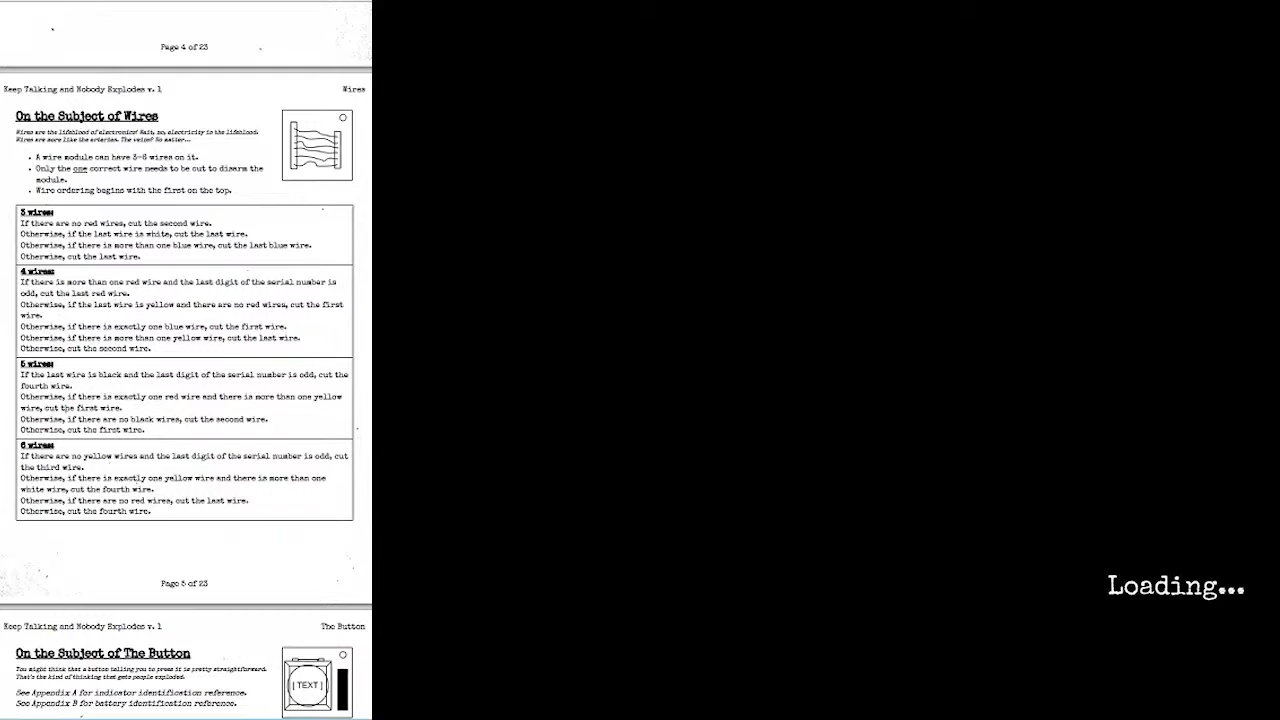 Page 4 of 23
Keep Talking and Nobody Explodes v. 1
Wires
On the Subject of Wires
Wires are the lifeblood of electronics! Wait, no, electricity is the lifeblood.
Wires are more like the arteries. The veins? No matter...
• A wire module can have 3-6 wires on it.
• Only the one correct wire needs to be cut to disarm the
module.
• Wire ordering begins with the first on the top.
3 wires:
If there are no red wires, cut the second wire.
Otherwise, if the last wire is white, cut the last wire.
Otherwise, if there is more than one blue wire, cut the last blue wire.
Otherwise, cut the last wire.
4 wires:
If there is more than one red wire and the last digit of the serial number is
odd, cut the last red wire.
Otherwise, if the last wire is yellow and there are no red wires, cut the first
wire.
Otherwise, if there is exactly one blue wire, cut the first wire.
Otherwise, if there is more than one yellow wire, cut the last wire.
Otherwise, cut the second wire.
5 wires:
If the last wire is black and the last digit of the serial number is odd, cut the
fourth wire.
Otherwise, if there is exactly one red wire and there is more than one yellow
wire, cut the first wire.
Otherwise, if there are no black wires, cut the second wire.
Otherwise, cut the first wire.
6 wires:
If there are no yellow wires and the last digit of the serial number is odd, cut
the third wire.
Otherwise, if there is exactly one yellow wire and there is more than one
white wire, cut the fourth wire.
Otherwise, if there are no red wires, cut the last wire.
Otherwise, cut the fourth wire.
Page 5 of 23
Keep Talking and Nobody Explodes v. 1
The Button
On the Subject of The Button
You might think that a button telling you to press it is pretty straightforward.
That's the kind of thinking that gets people exploded.
See Appendix A for indicator identification reference.
See Appendix B for battery identification reference.
[TEXT]
Loading...